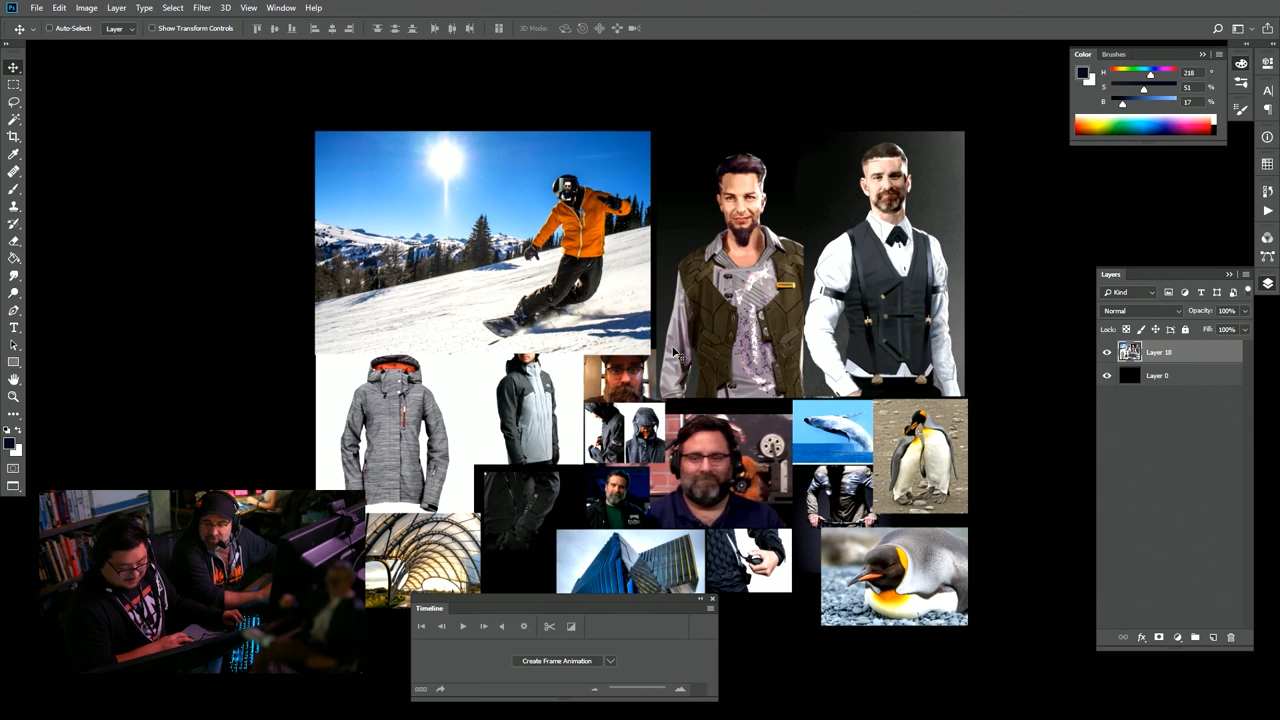 Ps File Edit Image Layer Type Select Filter 3D View Window Help
Auto-Select: Layer Show Transform Controls 3D Mode:
Color Brushes
H 218 °
S 51 %
B 17 %
Layers
Kind
Normal Opacity: 100%
Lock: Fill: 100%
Layer 18
Layer 0
Timeline
Create Frame Animation